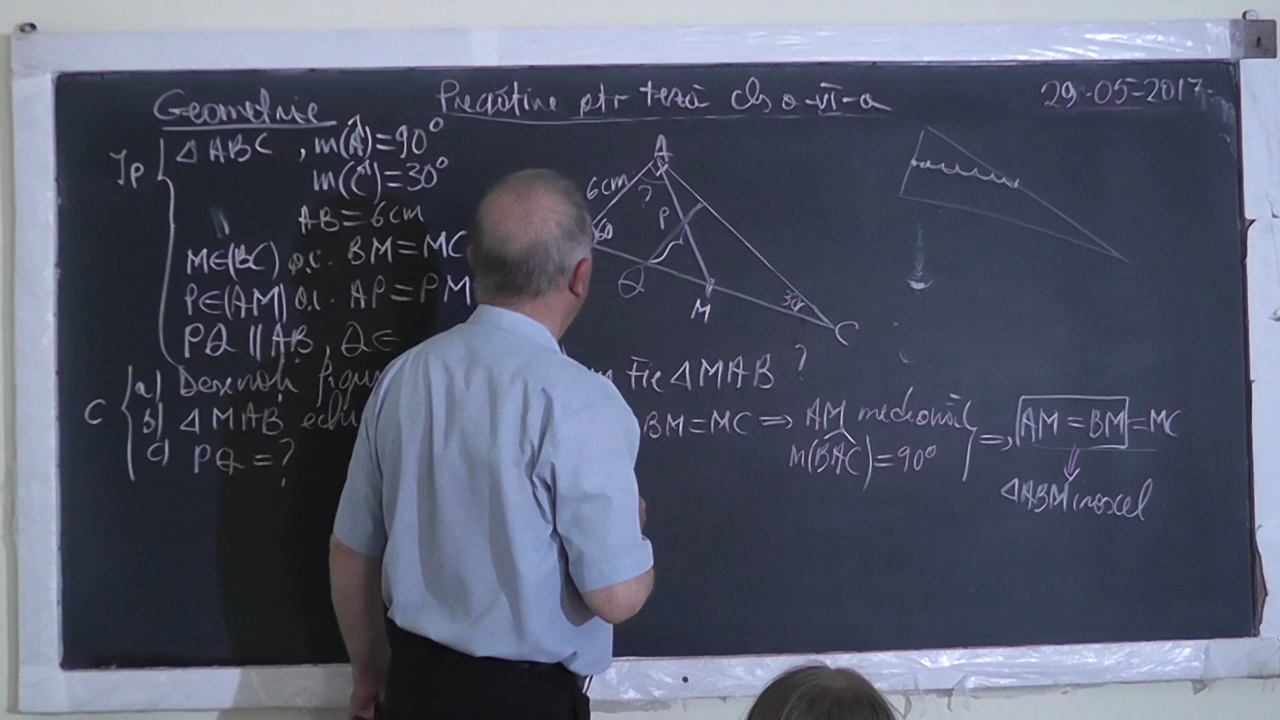 Geometrie
Pregătire ptr teză cls a-VI-a
29-05-2017
Ip
△ABC , m(Â)=90°
m(Ĉ)=30°
AB=6cm
M∈(BC) a.î. BM=MC
P∈(AM) a.î. AP=PM
PQ ∥ AB, Q∈
C
a) Desenați figur
b) △MAB echi
c) PQ=?
A
6cm
?
60
P
Q
M
30°
C
fie △MAB ?
BM=MC ⇒ AM mediană
m(BAC)=90°
⇒ AM=BM=MC
⇓
△ABM isoscel